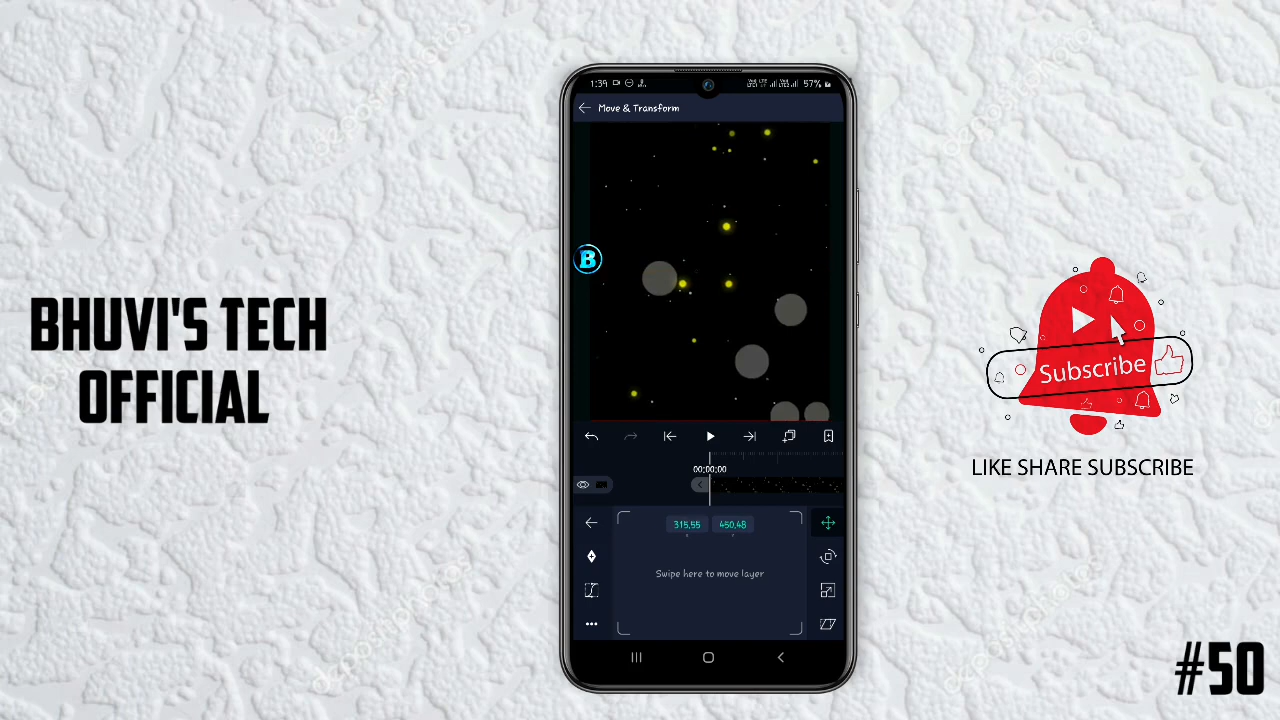 BHUVI'S TECH
OFFICIAL
1:39
57%
Move & Transform
B
00:00:00
315,55 450,48
Swipe here to move layer
Subscribe
LIKE SHARE SUBSCRIBE
#50